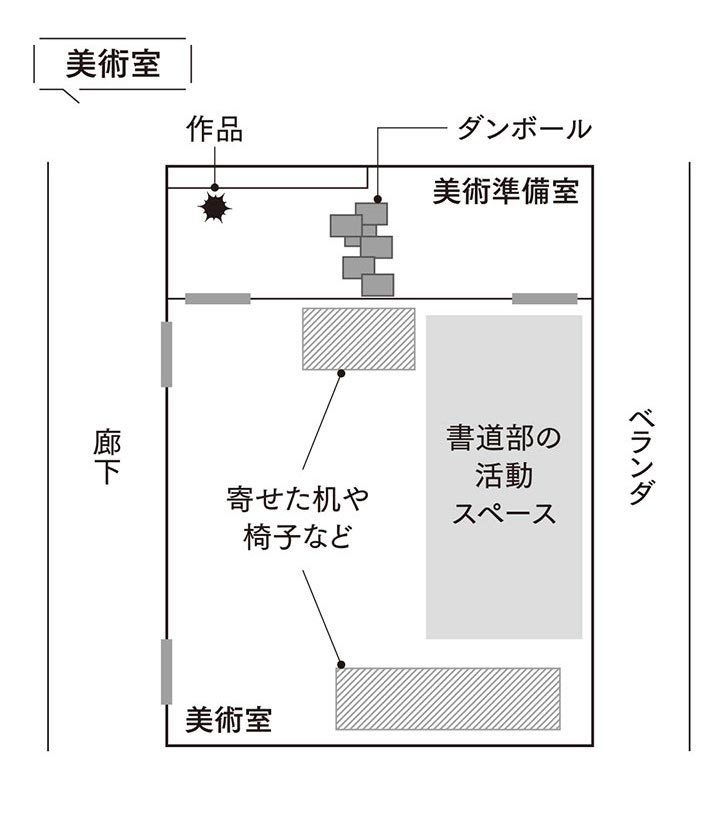 美術室
作品
ダンボール
美術準備室
廊下
書道部の
活動
スペース
ベランダ
寄せた机や
椅子など
美術室